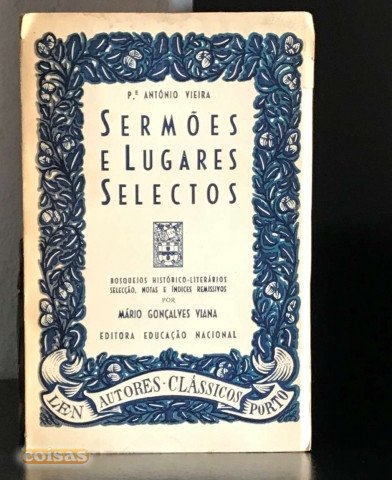 P.E ANTÓNIO VIEIRA
SERMÕES
E LUGARES
SELECTOS
BOSQUEJOS HISTÓRICO-LITERÁRIOS
SELECÇÃO, NOTAS E ÍNDICES REMISSIVOS
POR
MÁRIO GONÇALVES VIANA
EDITORA EDUCAÇÃO NACIONAL
LEN AUTORES-CLÁSSICOS PORTO
coisas